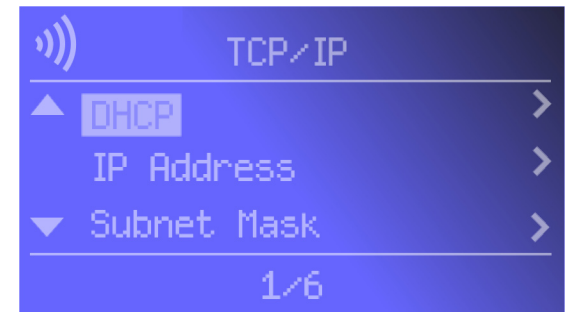 TCP/IP
DHCP
IP Address
Subnet Mask
1/6